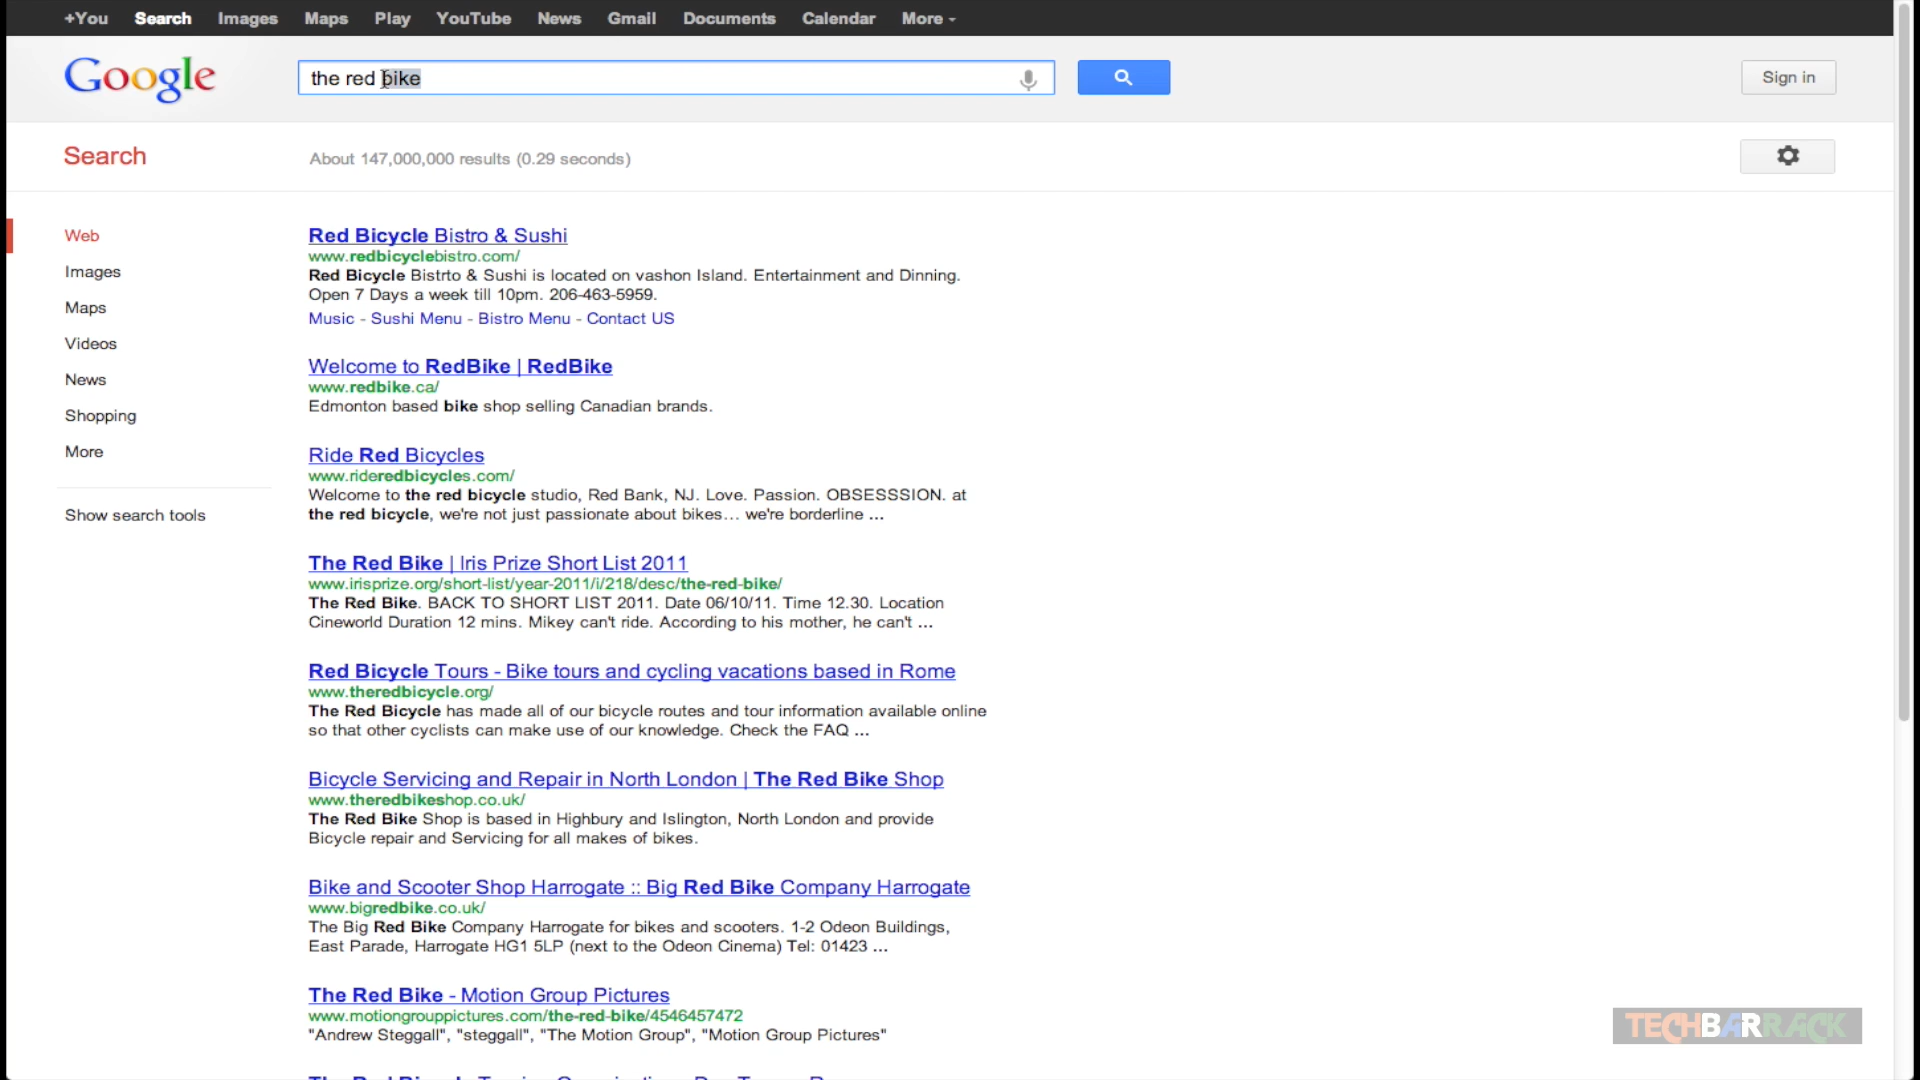 +You Search Images Maps Play YouTube News Gmail Documents Calendar More
Google
the red bike
Sign in
Search
About 147,000,000 results (0.29 seconds)
Web
Images
Maps
Videos
News
Shopping
More
Show search tools
Red Bicycle Bistro & Sushi
www.redbicyclebistro.com/
Red Bicycle Bistrto & Sushi is located on vashon Island. Entertainment and Dinning.
Open 7 Days a week till 10pm. 206-463-5959.
Music - Sushi Menu - Bistro Menu - Contact US
Welcome to RedBike | RedBike
www.redbike.ca/
Edmonton based bike shop selling Canadian brands.
Ride Red Bicycles
www.rideredbicycles.com/
Welcome to the red bicycle studio, Red Bank, NJ. Love. Passion. OBSESSSION. at
the red bicycle, we're not just passionate about bikes… we're borderline ...
The Red Bike | Iris Prize Short List 2011
www.irisprize.org/short-list/year-2011/i/218/desc/the-red-bike/
The Red Bike. BACK TO SHORT LIST 2011. Date 06/10/11. Time 12.30. Location
Cineworld Duration 12 mins. Mikey can't ride. According to his mother, he can't ...
Red Bicycle Tours - Bike tours and cycling vacations based in Rome
www.theredbicycle.org/
The Red Bicycle has made all of our bicycle routes and tour information available online
so that other cyclists can make use of our knowledge. Check the FAQ ...
Bicycle Servicing and Repair in North London | The Red Bike Shop
www.theredbikeshop.co.uk/
The Red Bike Shop is based in Highbury and Islington, North London and provide
Bicycle repair and Servicing for all makes of bikes.
Bike and Scooter Shop Harrogate :: Big Red Bike Company Harrogate
www.bigredbike.co.uk/
The Big Red Bike Company Harrogate for bikes and scooters. 1-2 Odeon Buildings,
East Parade, Harrogate HG1 5LP (next to the Odeon Cinema) Tel: 01423 ...
The Red Bike - Motion Group Pictures
www.motiongrouppictures.com/the-red-bike/4546457472
"Andrew Steggall", "steggall", "The Motion Group", "Motion Group Pictures"
TECHBARRACK